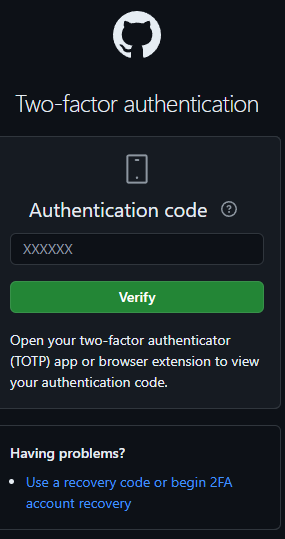 Two-factor authentication
Authentication code
XXXXXX
Verify
Open your two-factor authenticator
(TOTP) app or browser extension to view
your authentication code.
Having problems?
Use a recovery code or begin 2FA
account recovery